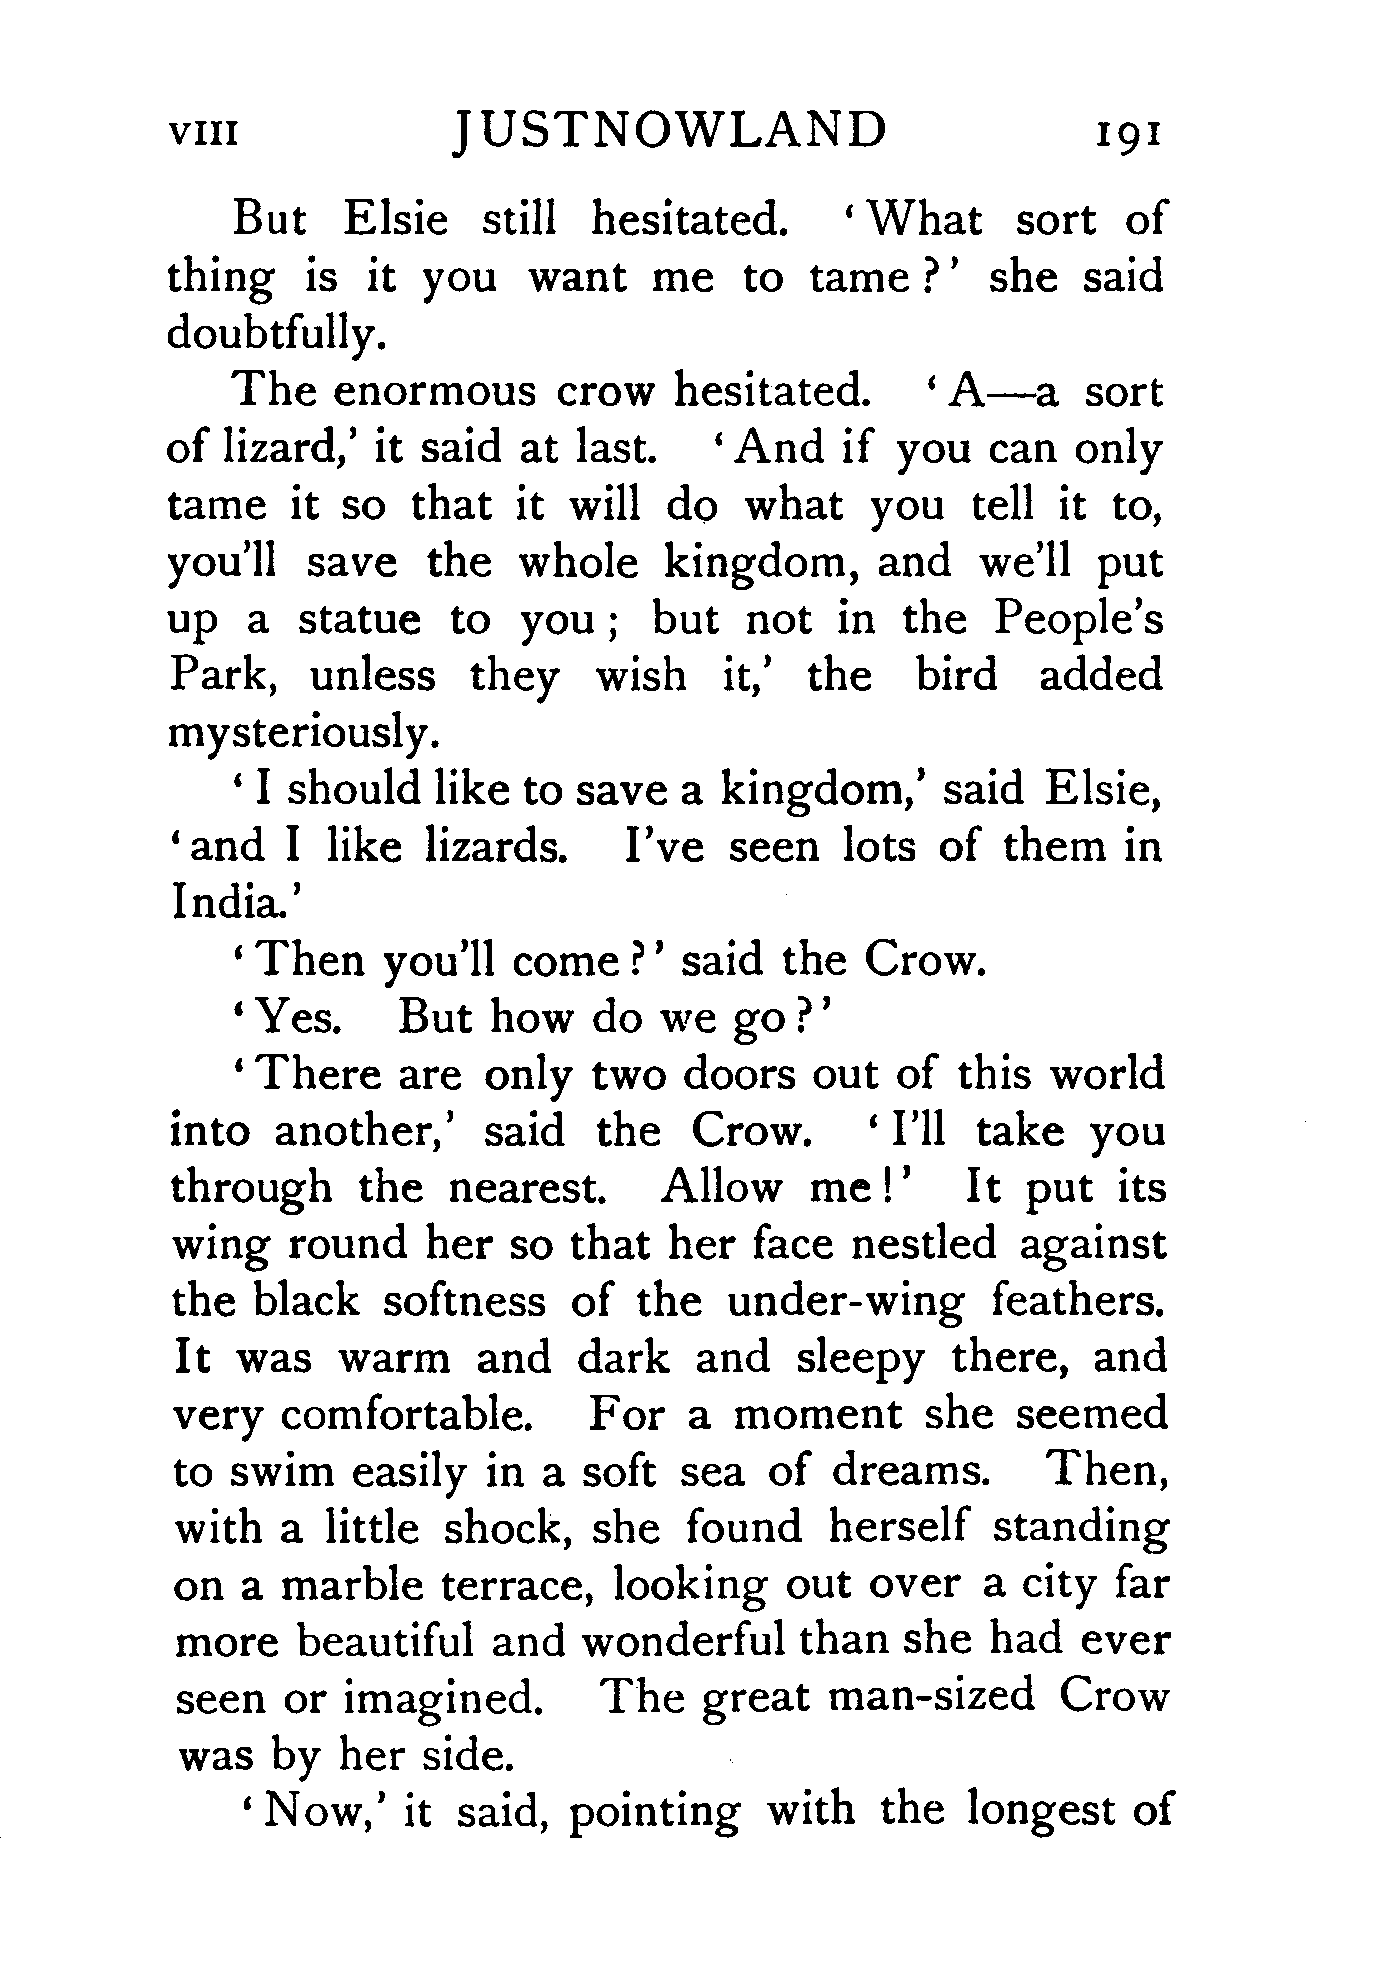 VIII JUSTNOWLAND 191
But Elsie still hesitated. ‘What sort of
thing is it you want me to tame?’ she said
doubtfully.
The enormous crow hesitated. ‘A—a sort
of lizard,’ it said at last. ‘And if you can only
tame it so that it will do what you tell it to,
you'll save the whole kingdom, and we'll put
up a statue to you; but not in the People's
Park, unless they wish it,’ the bird added
mysteriously.
‘I should like to save a kingdom,’ said Elsie,
‘and I like lizards. I've seen lots of them in
India.’
‘Then you'll come?’ said the Crow.
‘Yes. But how do we go?’
‘There are only two doors out of this world
into another,’ said the Crow. ‘I'll take you
through the nearest. Allow me!’ It put its
wing round her so that her face nestled against
the black softness of the under-wing feathers.
It was warm and dark and sleepy there, and
very comfortable. For a moment she seemed
to swim easily in a soft sea of dreams. Then,
with a little shock, she found herself standing
on a marble terrace, looking out over a city far
more beautiful and wonderful than she had ever
seen or imagined. The great man-sized Crow
was by her side.
‘Now,’ it said, pointing with the longest of